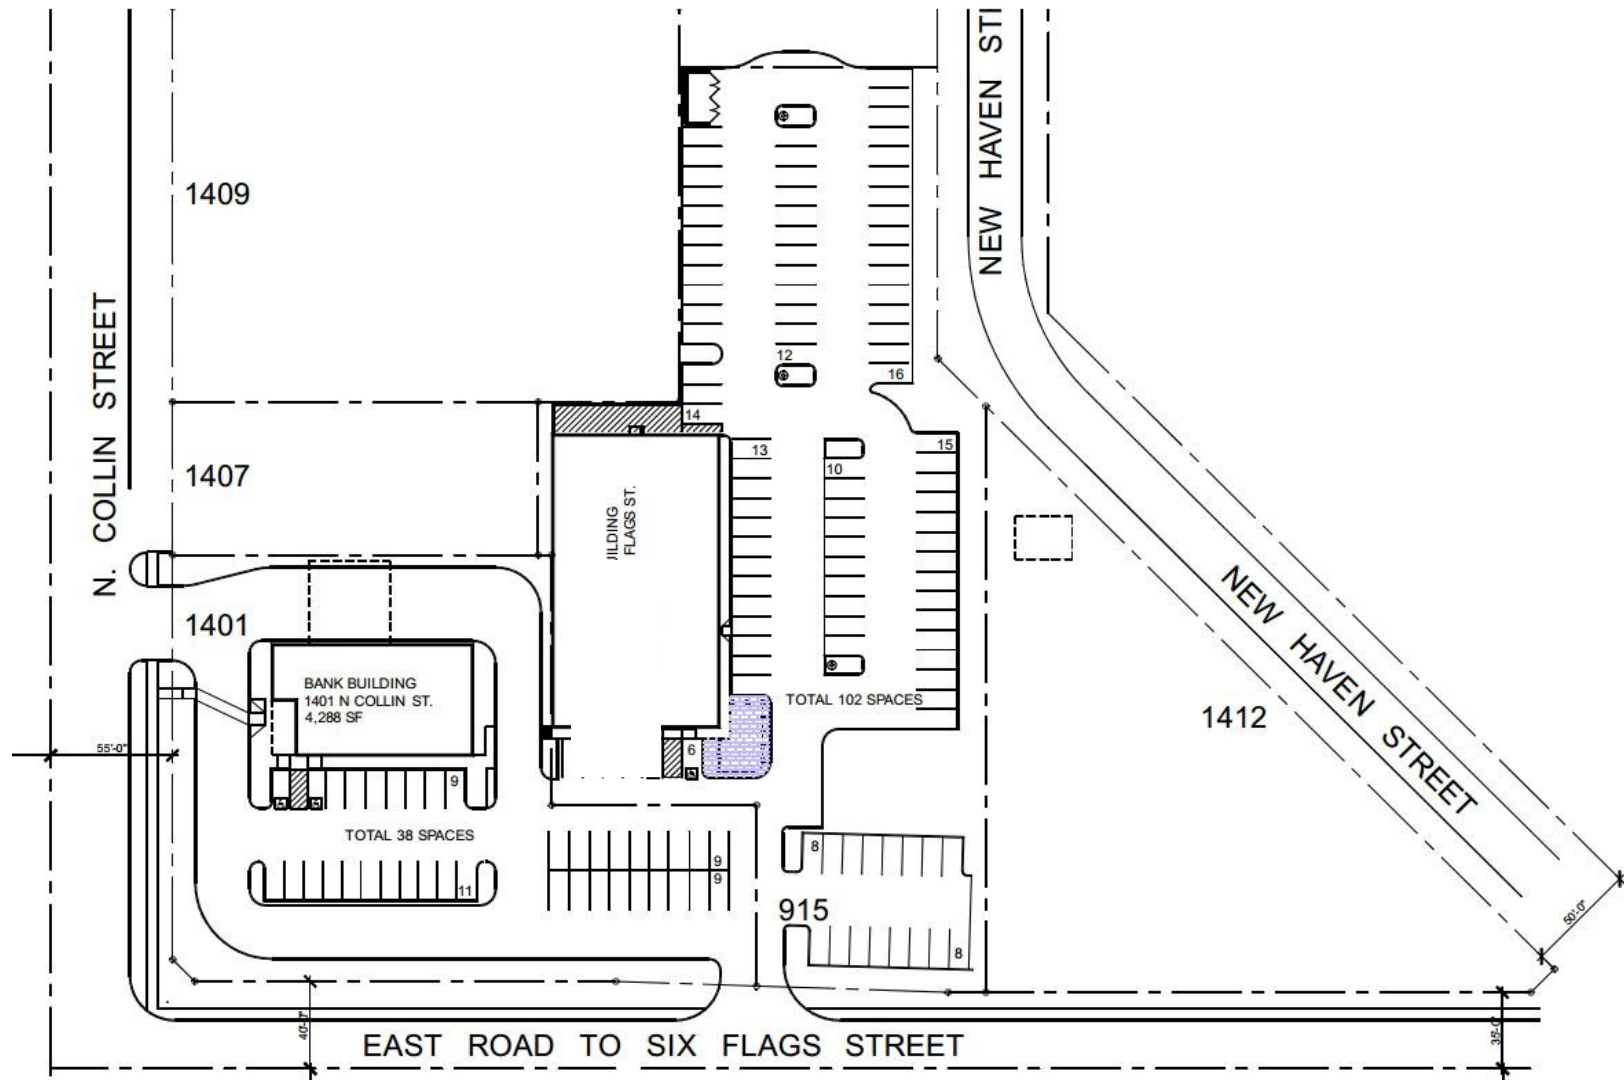 NEW HAVEN STI
1409
N. COLLIN STREET
12
16
14
13
10
15
1407
UILDING
FLAGS ST.
1401
BANK BUILDING
1401 N COLLIN ST.
4,288 SF
NEW HAVEN STREET
TOTAL 102 SPACES
1412
55'-0"
6
9
TOTAL 38 SPACES
8
9
9
11
915
8
50'-0"
40'-0"
35'-0"
EAST ROAD TO SIX FLAGS STREET